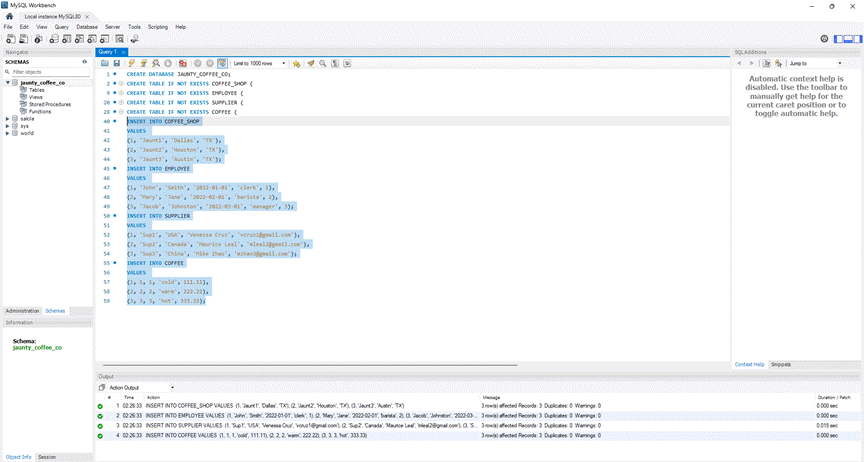 MySQL Workbench
Local instance MySQL80
File Edit View Query Database Server Tools Scripting Help
Navigator
SCHEMAS
Filter objects
jaunty_coffee_co
Tables
Views
Stored Procedures
Functions
sakila
sys
world
Administration Schemas
Information
Schema:
jaunty_coffee_co
Object Info Session
Query 1
Limit to 1000 rows
1 CREATE DATABASE JAUNTY_COFFEE_CO;
2 CREATE TABLE IF NOT EXISTS COFFEE_SHOP (
9 CREATE TABLE IF NOT EXISTS EMPLOYEE (
20 CREATE TABLE IF NOT EXISTS SUPPLIER (
28 CREATE TABLE IF NOT EXISTS COFFEE (
40 INSERT INTO COFFEE_SHOP
41 VALUES
42 (1, 'Jaunt1', 'Dallas', 'TX'),
43 (2, 'Jaunt2', 'Houston', 'TX'),
44 (3, 'Jaunt3', 'Austin', 'TX');
45 INSERT INTO EMPLOYEE
46 VALUES
47 (1, 'John', 'Smith', '2022-01-01', 'clerk', 1),
48 (2, 'Mary', 'Jane', '2022-02-01', 'barista', 2),
49 (3, 'Jacob', 'Johnston', '2022-03-01', 'manager', 3);
50 INSERT INTO SUPPLIER
51 VALUES
52 (1, 'Sup1', 'USA', 'Venessa Cruz', 'vcruz1@gmail.com'),
53 (2, 'Sup2', 'Canada', 'Maurice Leal', 'mleal2@gmail.com'),
54 (3, 'Sup3', 'China', 'Mike Zhao', 'mzhao3@gmail.com');
55 INSERT INTO COFFEE
56 VALUES
57 (1, 1, 1, 'cold', 111.11),
58 (2, 2, 2, 'warm', 222.22),
59 (3, 3, 3, 'hot', 333.33);
SQLAdditions
Jump to
Automatic context help is
disabled. Use the toolbar to
manually get help for the
current caret position or to
toggle automatic help.
Context Help Snippets
Output
Action Output
# Time Action Message Duration / Fetch
1 02:26:33 INSERT INTO COFFEE_SHOP VALUES (1, 'Jaunt1', 'Dallas', 'TX'), (2, 'Jaunt2', 'Houston', 'TX'), (3, 'Jaunt3', 'Austin', 'TX') 3 row(s) affected Records: 3 Duplicates: 0 Warnings: 0 0.000 sec
2 02:26:33 INSERT INTO EMPLOYEE VALUES (1, 'John', 'Smith', '2022-01-01', 'clerk', 1), (2, 'Mary', 'Jane', '2022-02-01', 'barista', 2), (3, 'Jacob', 'Johnston', '2022-03-... 3 row(s) affected Records: 3 Duplicates: 0 Warnings: 0 0.000 sec
3 02:26:33 INSERT INTO SUPPLIER VALUES (1, 'Sup1', 'USA', 'Venessa Cruz', 'vcruz1@gmail.com'), (2, 'Sup2', 'Canada', 'Maurice Leal', 'mleal2@gmail.com'), (3, 'S... 3 row(s) affected Records: 3 Duplicates: 0 Warnings: 0 0.015 sec
4 02:26:33 INSERT INTO COFFEE VALUES (1, 1, 1, 'cold', 111.11), (2, 2, 2, 'warm', 222.22), (3, 3, 3, 'hot', 333.33) 3 row(s) affected Records: 3 Duplicates: 0 Warnings: 0 0.000 sec